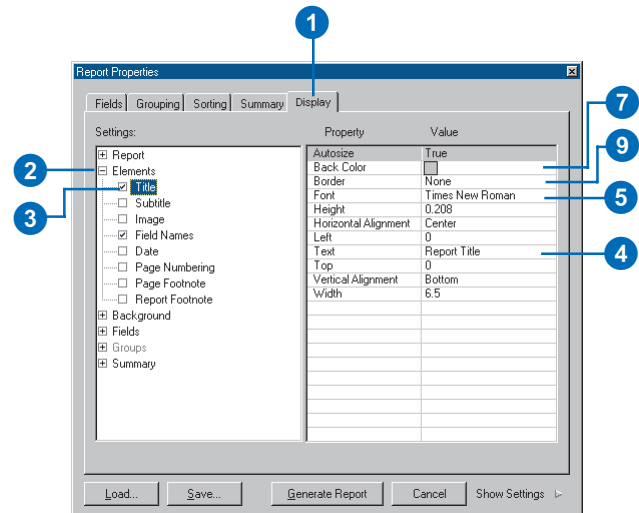 1
Report Properties
Fields Grouping Sorting Summary Display
7
Settings: Property Value
9
2
3
5
4
Report
Elements
Title
Subtitle
Image
Field Names
Date
Page Numbering
Page Footnote
Report Footnote
Background
Fields
Groups
Summary
Autosize True
Back Color
Border None
Font Times New Roman
Height 0.208
Horizontal Alignment Center
Left 0
Text Report Title
Top 0
Vertical Alignment Bottom
Width 6.5
Load... Save... Generate Report Cancel Show Settings